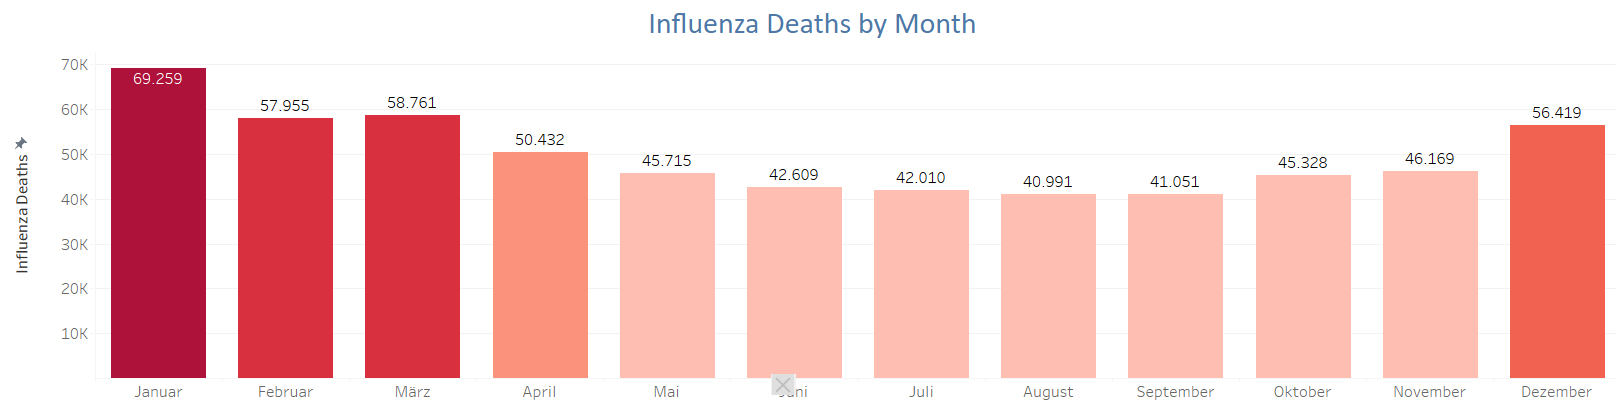 Influenza Deaths by Month
Influenza Deaths
70K
60K
50K
40K
30K
20K
10K
69.259
57.955
58.761
50.432
45.715
42.609
42.010
40.991
41.051
45.328
46.169
56.419
Januar Februar März April Mai Juni Juli August September Oktober November Dezember